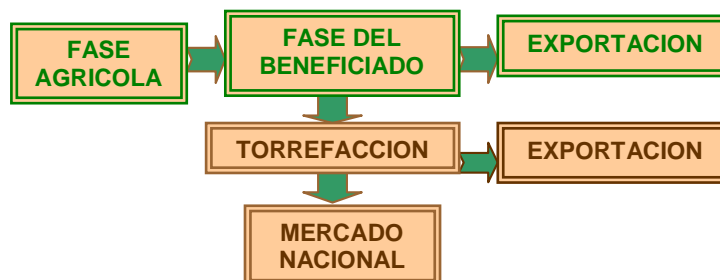 FASE
AGRICOLA
FASE DEL
BENEFICIADO
EXPORTACION
TORREFACCION
EXPORTACION
MERCADO
NACIONAL